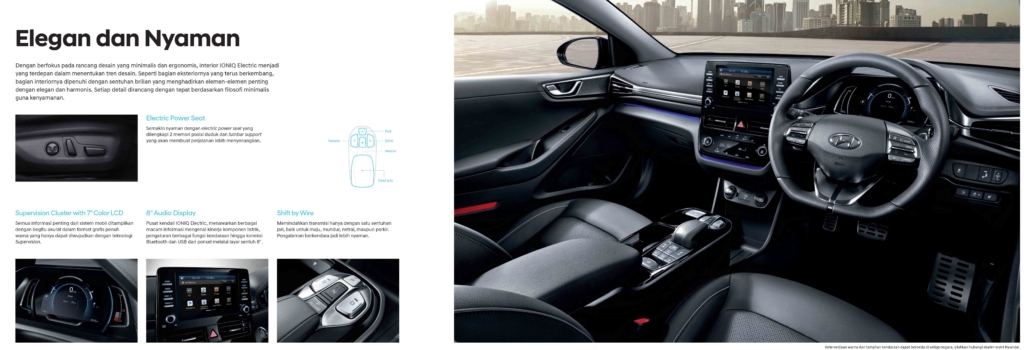 Elegan dan Nyaman
Dengan berfokus pada rancang desain yang minimalis dan ergonomis, interior IONIQ Electric menjadi
yang terdepan dalam menentukan tren desain. Seperti bagian eksteriornya yang terus berkembang,
bagian interiornya dipenuhi dengan sentuhan brilian yang menghadirkan elemen-elemen penting
dengan elegan dan harmonis. Setiap detail dirancang dengan tepat berdasarkan filosofi minimalis
guna kenyamanan.
Electric Power Seat
Semakin nyaman dengan electric power seat yang
dilengkapi 2 memori posisi duduk dan lumbar support
yang akan membuat perjalanan lebih menyenangkan.
Supervision Cluster with 7" Color LCD
Semua informasi penting dari sistem mobil ditampilkan
dengan begitu akurat dalam format grafis penuh
warna yang hanya dapat diwujudkan dengan teknologi
Supervision.
8" Audio Display
Pusat kendali IONIQ Electric, menawarkan berbagai
macam informasi mengenai kinerja komponen listrik,
pengaturan berbagai fungsi kendaraan hingga koneksi
Bluetooth dan USB dari ponsel melalui layar sentuh 8".
Shift by Wire
Memindahkan transmisi hanya dengan satu sentuhan
jari, baik untuk maju, mundur, netral, maupun parkir.
Pengalaman berkendara jadi lebih nyaman.